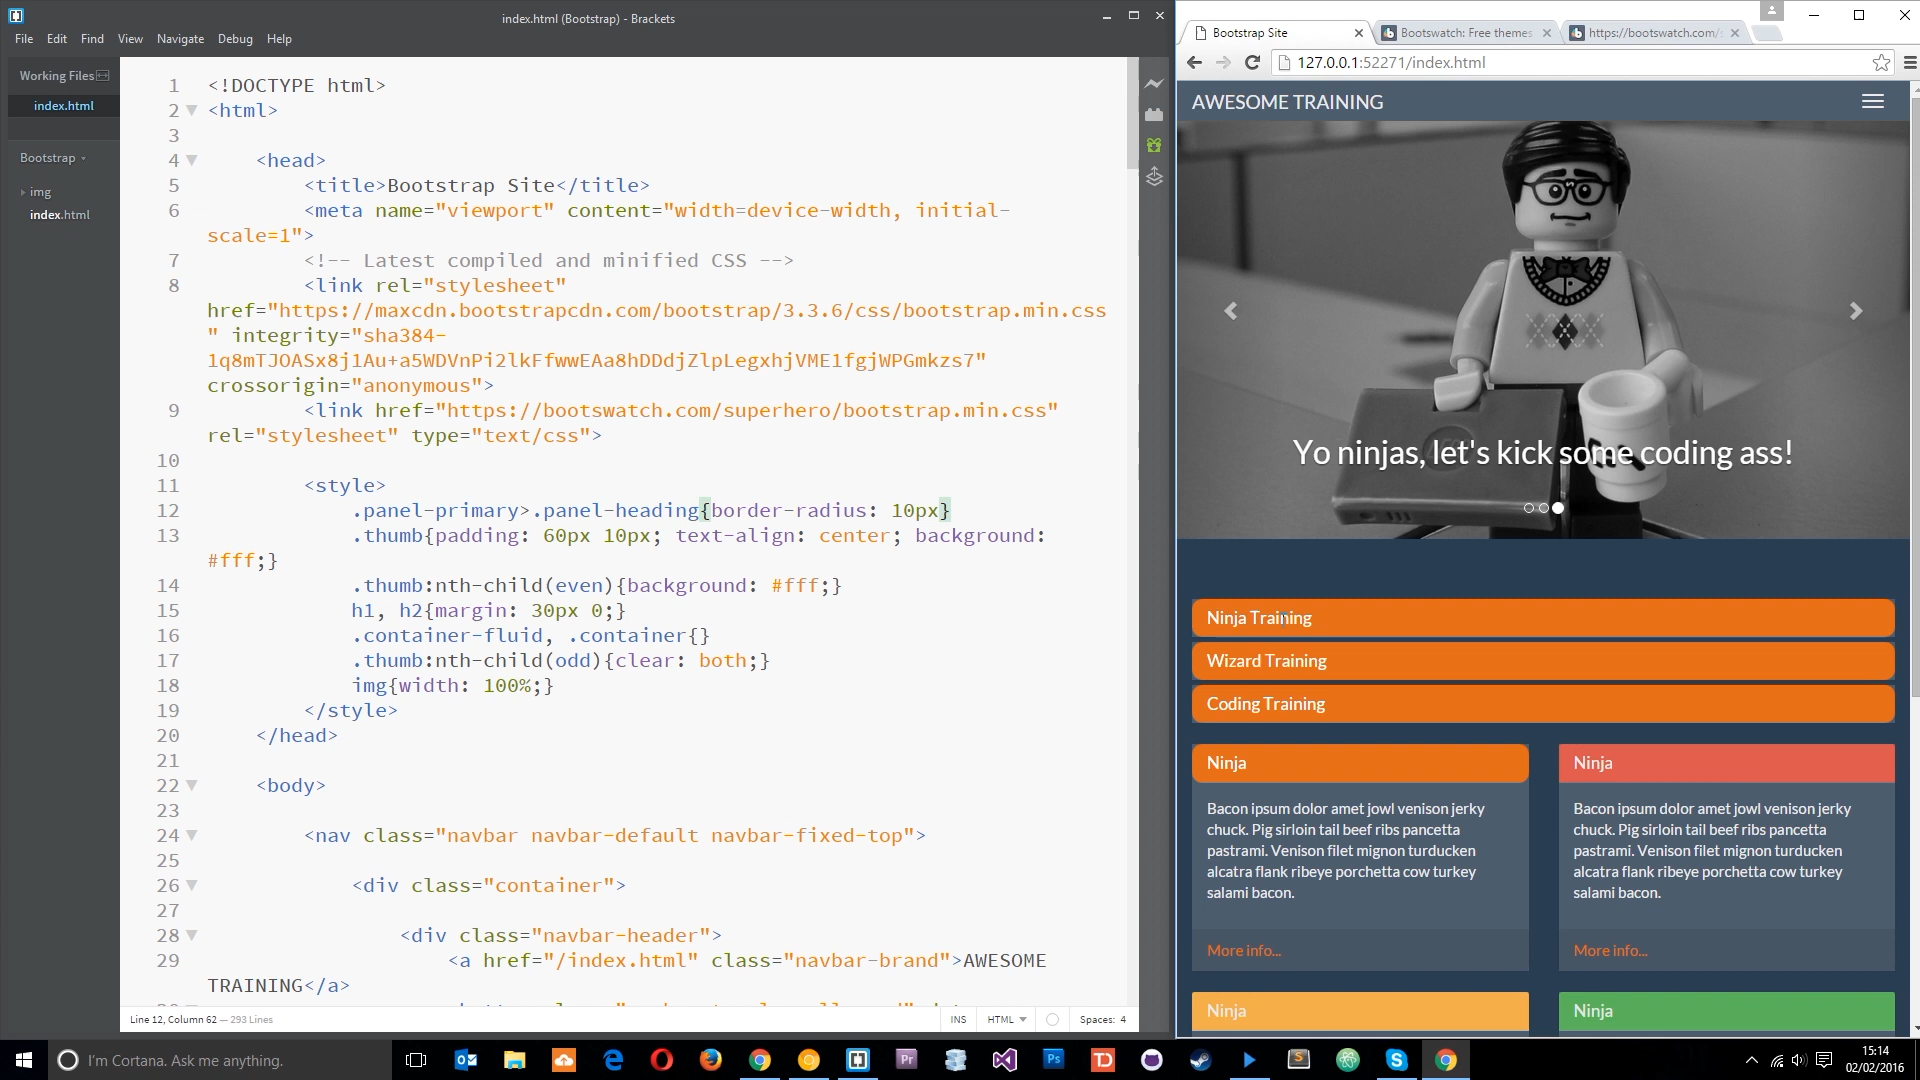 index.html (Bootstrap) - Brackets
File Edit Find View Navigate Debug Help
Working Files
index.html
Bootstrap
img
index.html
1 <!DOCTYPE html>
2 <html>
3
4 <head>
5 <title>Bootstrap Site</title>
6 <meta name="viewport" content="width=device-width, initial-
scale=1">
7 <!-- Latest compiled and minified CSS -->
8 <link rel="stylesheet"
href="https://maxcdn.bootstrapcdn.com/bootstrap/3.3.6/css/bootstrap.min.css
" integrity="sha384-
1q8mTJOASx8j1Au+a5WDVnPi2lkFfwwEAa8hDDdjZlpLegxhjVME1fgjWPGmkzs7"
crossorigin="anonymous">
9 <link href="https://bootswatch.com/superhero/bootstrap.min.css"
rel="stylesheet" type="text/css">
10
11 <style>
12 .panel-primary>.panel-heading{border-radius: 10px}
13 .thumb{padding: 60px 10px; text-align: center; background:
#fff;}
14 .thumb:nth-child(even){background: #fff;}
15 h1, h2{margin: 30px 0;}
16 .container-fluid, .container{}
17 .thumb:nth-child(odd){clear: both;}
18 img{width: 100%;}
19 </style>
20 </head>
21
22 <body>
23
24 <nav class="navbar navbar-default navbar-fixed-top">
25
26 <div class="container">
27
28 <div class="navbar-header">
29 <a href="/index.html" class="navbar-brand">AWESOME
TRAINING</a>
Line 12, Column 62 — 293 Lines
INS HTML Spaces: 4
Bootstrap Site
Bootswatch: Free themes
https://bootswatch.com/
127.0.0.1:52271/index.html
AWESOME TRAINING
Yo ninjas, let's kick some coding ass!
Ninja Training
Wizard Training
Coding Training
Ninja
Bacon ipsum dolor amet jowl venison jerky
chuck. Pig sirloin tail beef ribs pancetta
pastrami. Venison filet mignon turducken
alcatra flank ribeye porchetta cow turkey
salami bacon.
More info...
Ninja
Bacon ipsum dolor amet jowl venison jerky
chuck. Pig sirloin tail beef ribs pancetta
pastrami. Venison filet mignon turducken
alcatra flank ribeye porchetta cow turkey
salami bacon.
More info...
Ninja
Ninja
I'm Cortana. Ask me anything.
15:14
02/02/2016